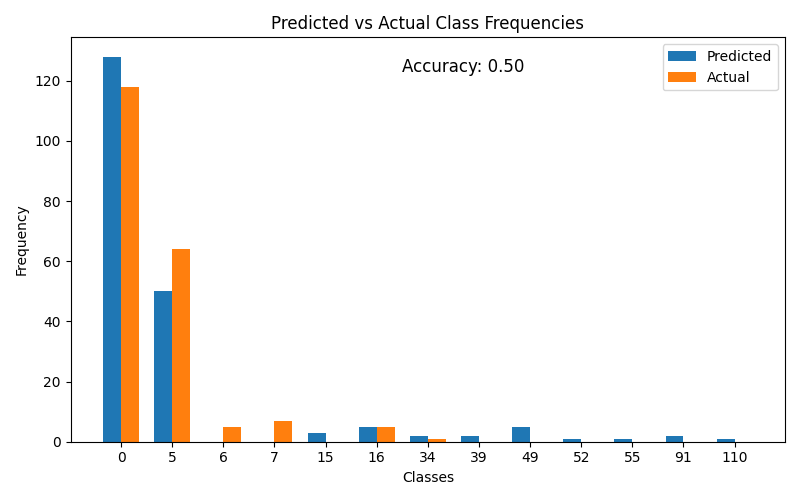 Predicted vs Actual Class Frequencies
Accuracy: 0.50
Predicted
Actual
Frequency
120
100
80
60
40
20
0
0 5 6 7 15 16 34 39 49 52 55 91 110
Classes